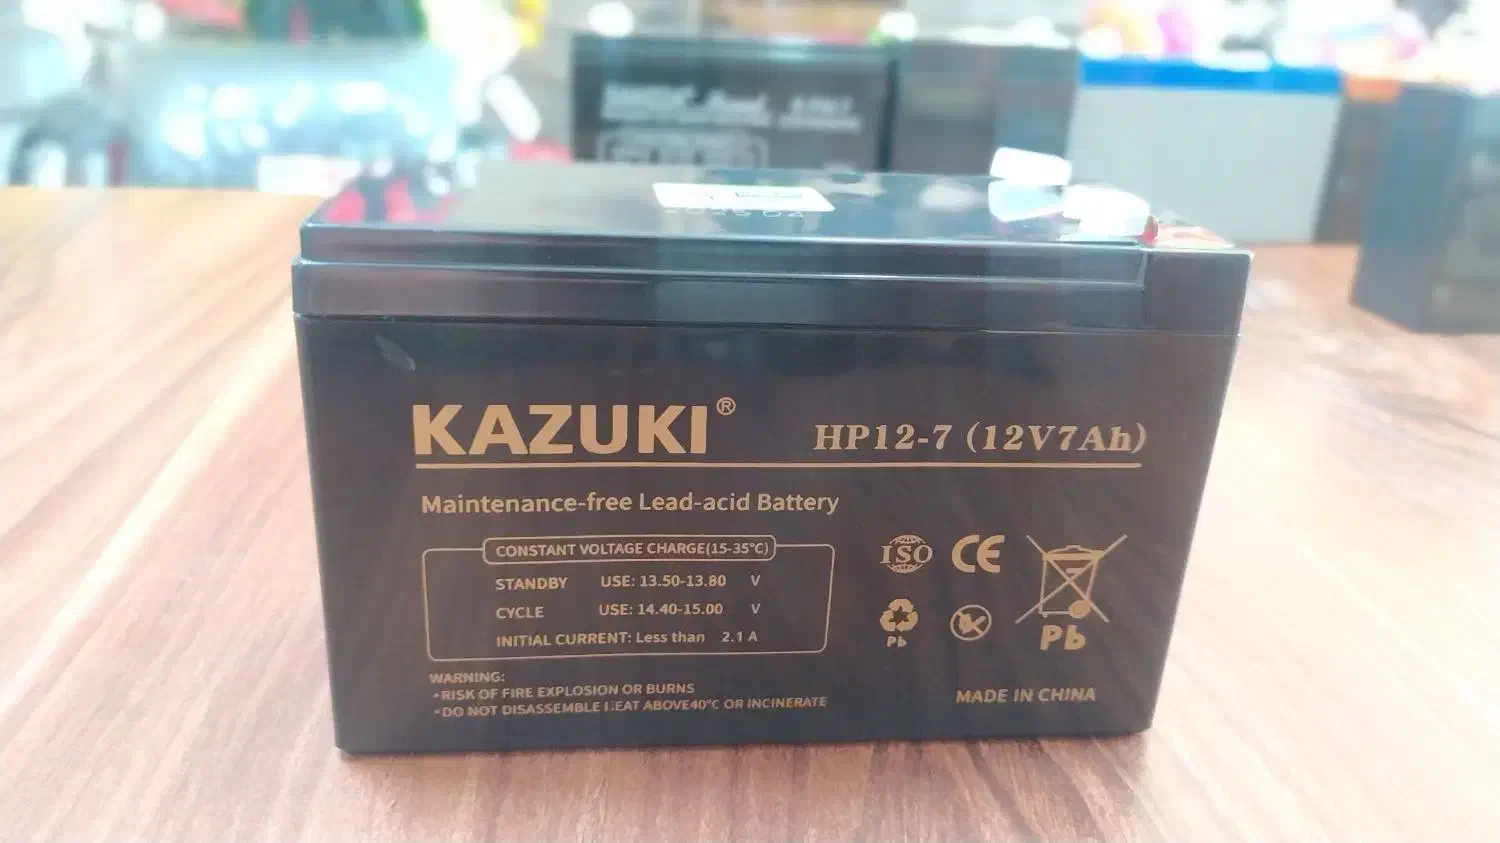 KAZUKI®
HP12-7 (12V7Ah)
Maintenance-free Lead-acid Battery
CONSTANT VOLTAGE CHARGE(15-35°C)
STANDBY USE: 13.50-13.80 V
CYCLE USE: 14.40-15.00 V
INITIAL CURRENT: Less than 2.1 A
ISO CE
Pb
Pb
WARNING:
•RISK OF FIRE EXPLOSION OR BURNS
•DO NOT DISASSEMBLE HEAT ABOVE40°C OR INCINERATE
MADE IN CHINA